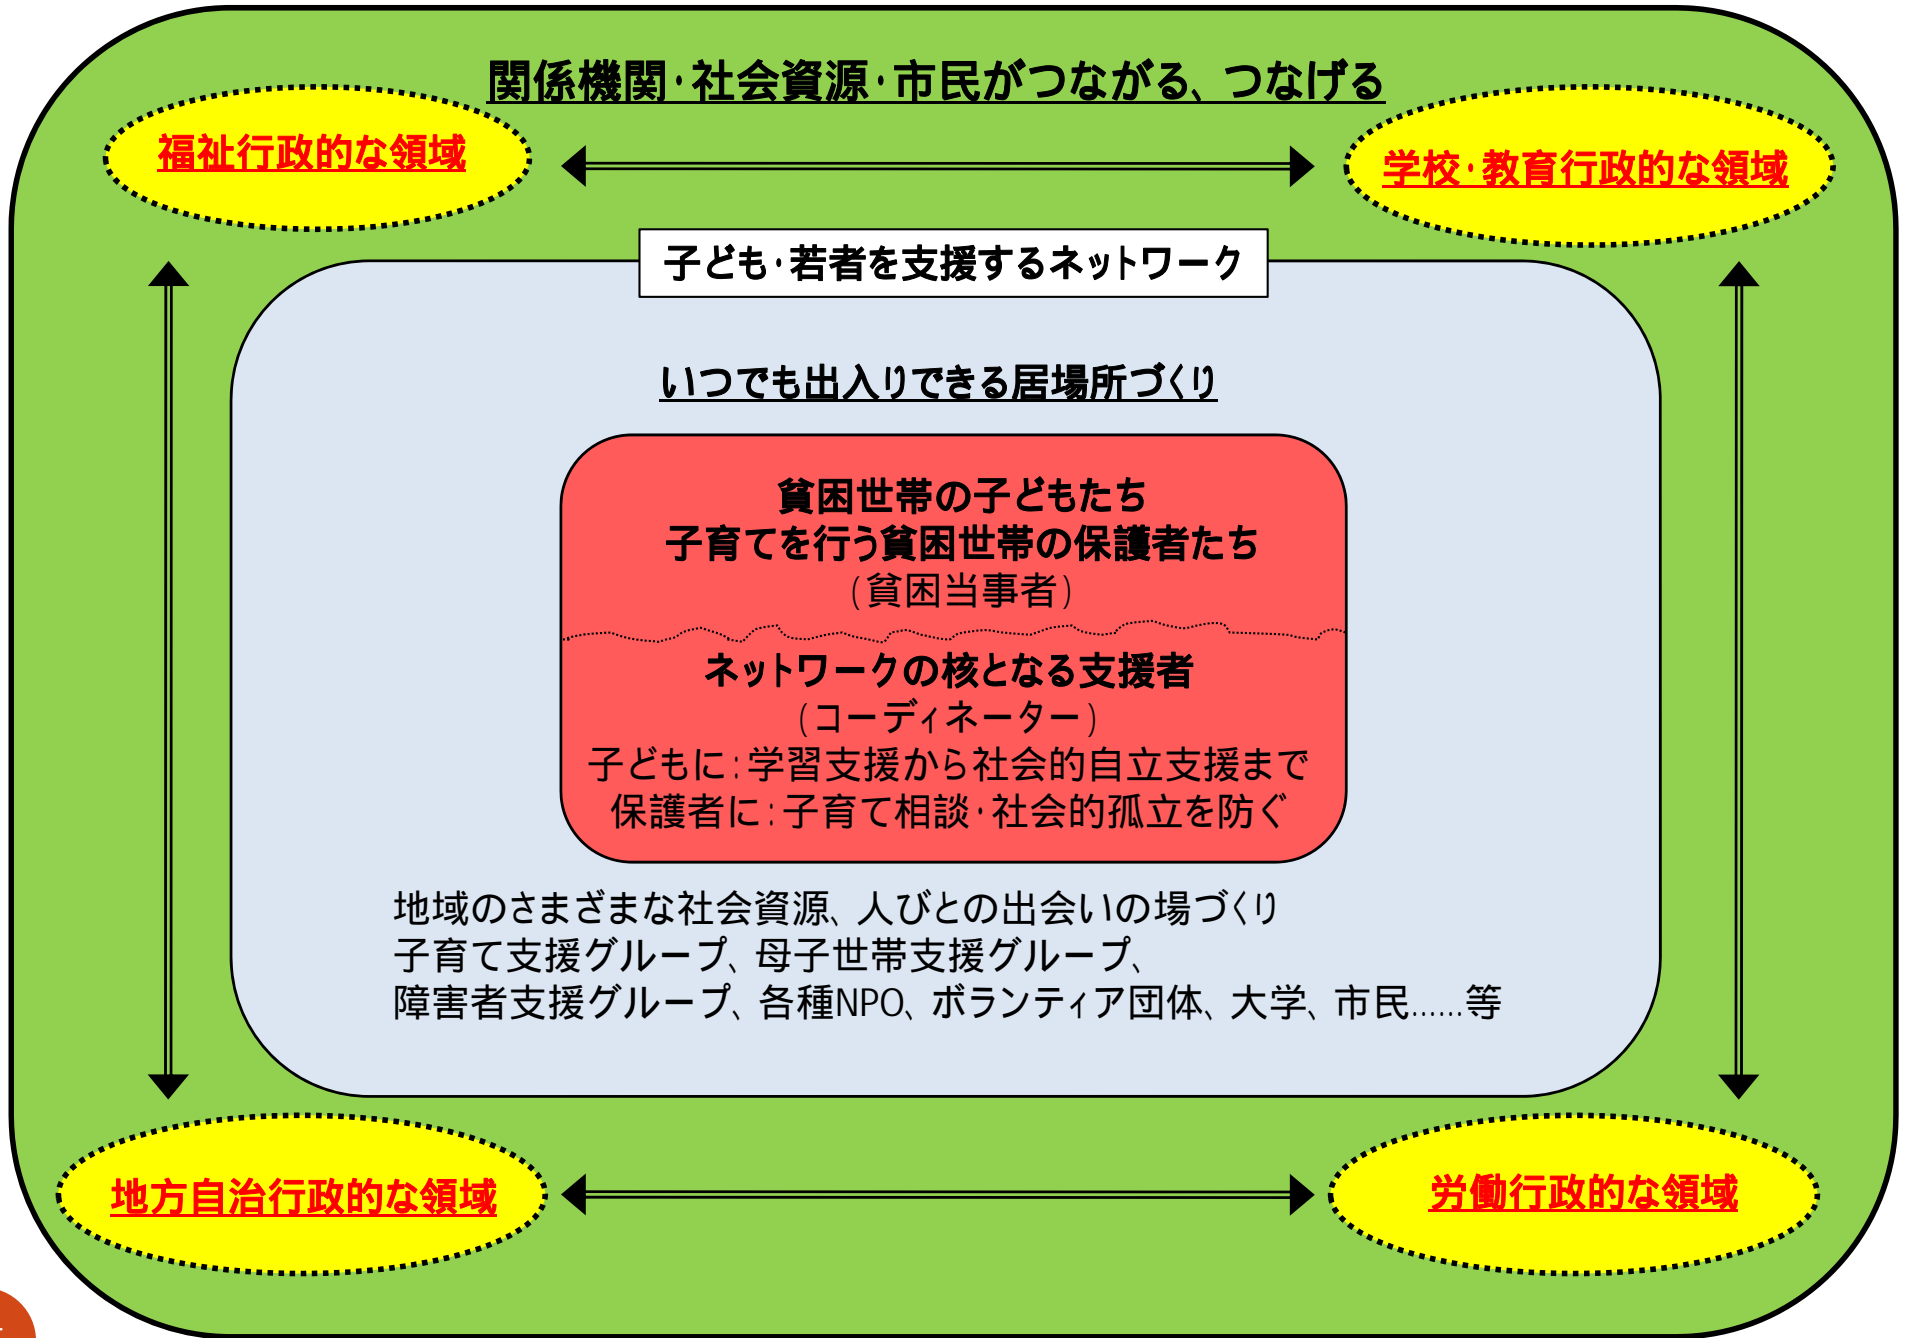 関係機関・社会資源・市民がつながる、つなげる
福祉行政的な領域
学校・教育行政的な領域
子ども・若者を支援するネットワーク
いつでも出入りできる居場所づくり
貧困世帯の子どもたち
子育てを行う貧困世帯の保護者たち
(貧困当事者)
ネットワークの核となる支援者
(コーディネーター)
子どもに:学習支援から社会的自立支援まで
保護者に:子育て相談・社会的孤立を防ぐ
地域のさまざまな社会資源、人びとの出会いの場づくり
子育て支援グループ、母子世帯支援グループ、
障害者支援グループ、各種NPO、ボランティア団体、大学、市民……等
地方自治行政的な領域
労働行政的な領域